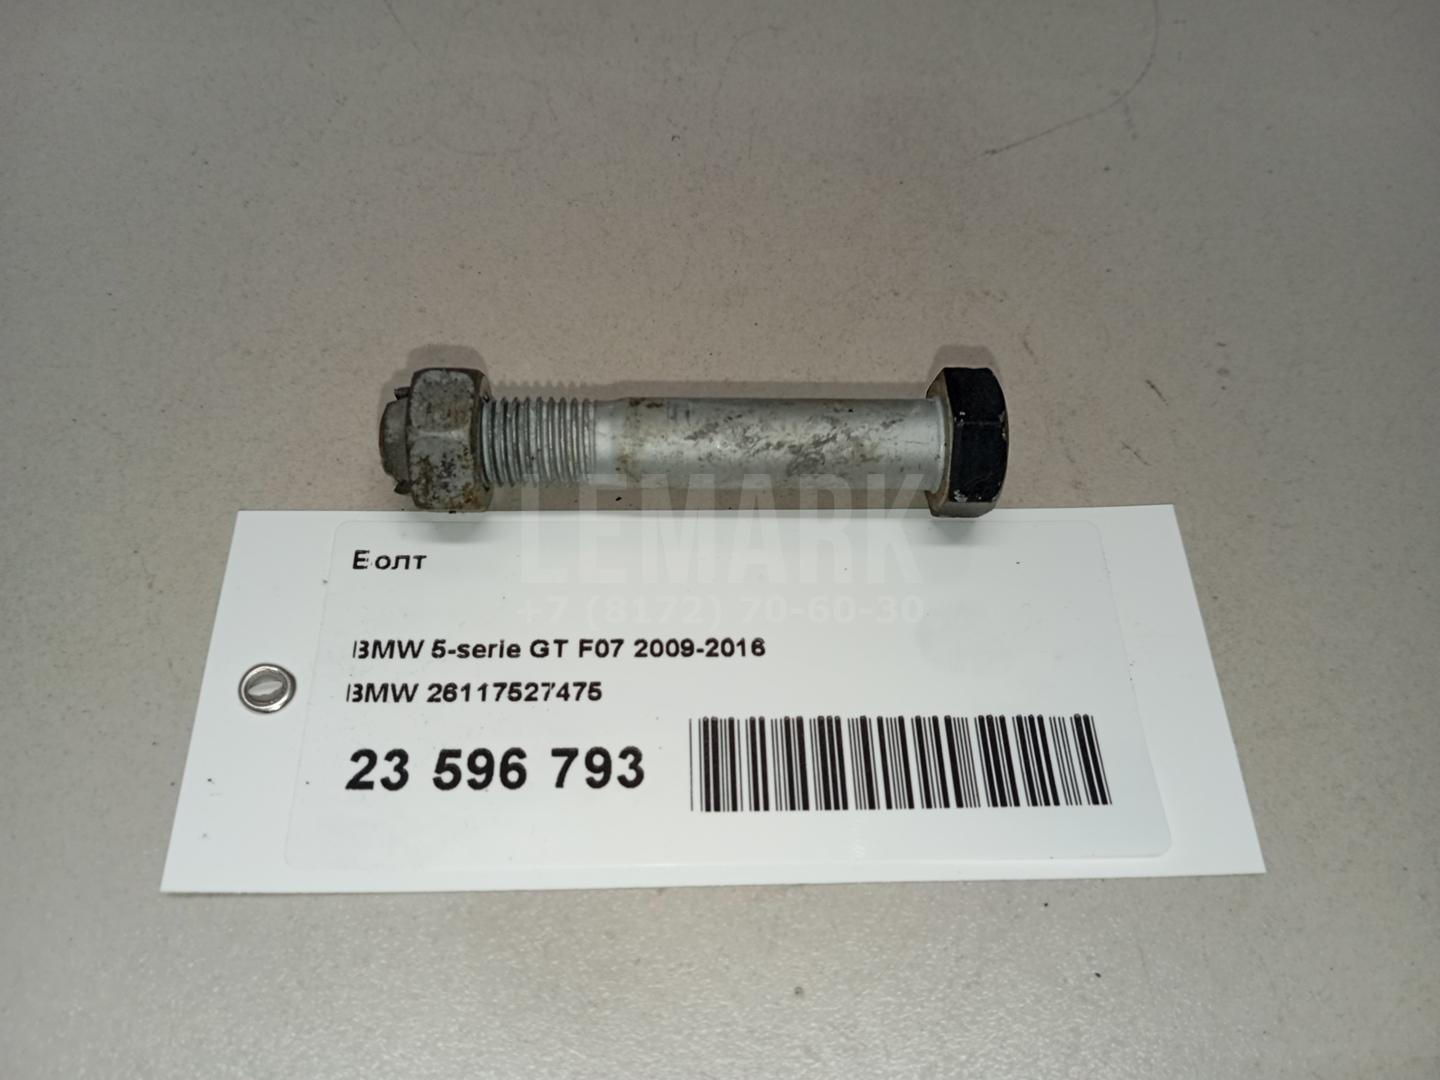 LEMARK
+7 (8172) 70-60-30
Болт
BMW 5-serie GT F07 2009-2016
BMW 26117527475
23 596 793